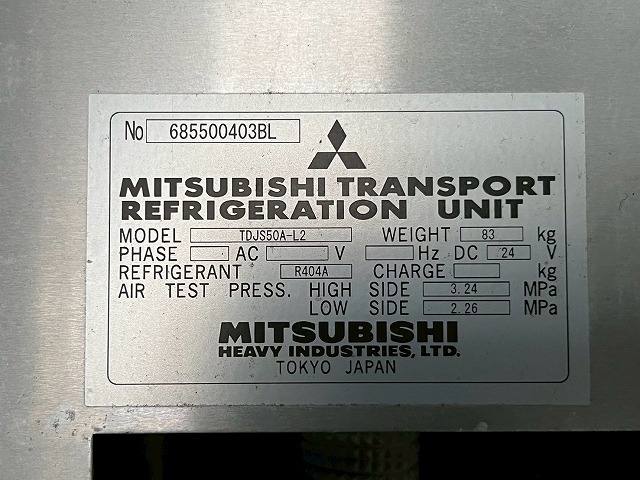 No 685500403BL
MITSUBISHI TRANSPORT
REFRIGERATION UNIT
MODEL TDJS50A-L2 WEIGHT 83 kg
PHASE AC V Hz DC 24 V
REFRIGERANT R404A CHARGE kg
AIR TEST PRESS. HIGH SIDE 3.24 MPa
LOW SIDE 2.26 MPa
MITSUBISHI
HEAVY INDUSTRIES, LTD.
TOKYO JAPAN